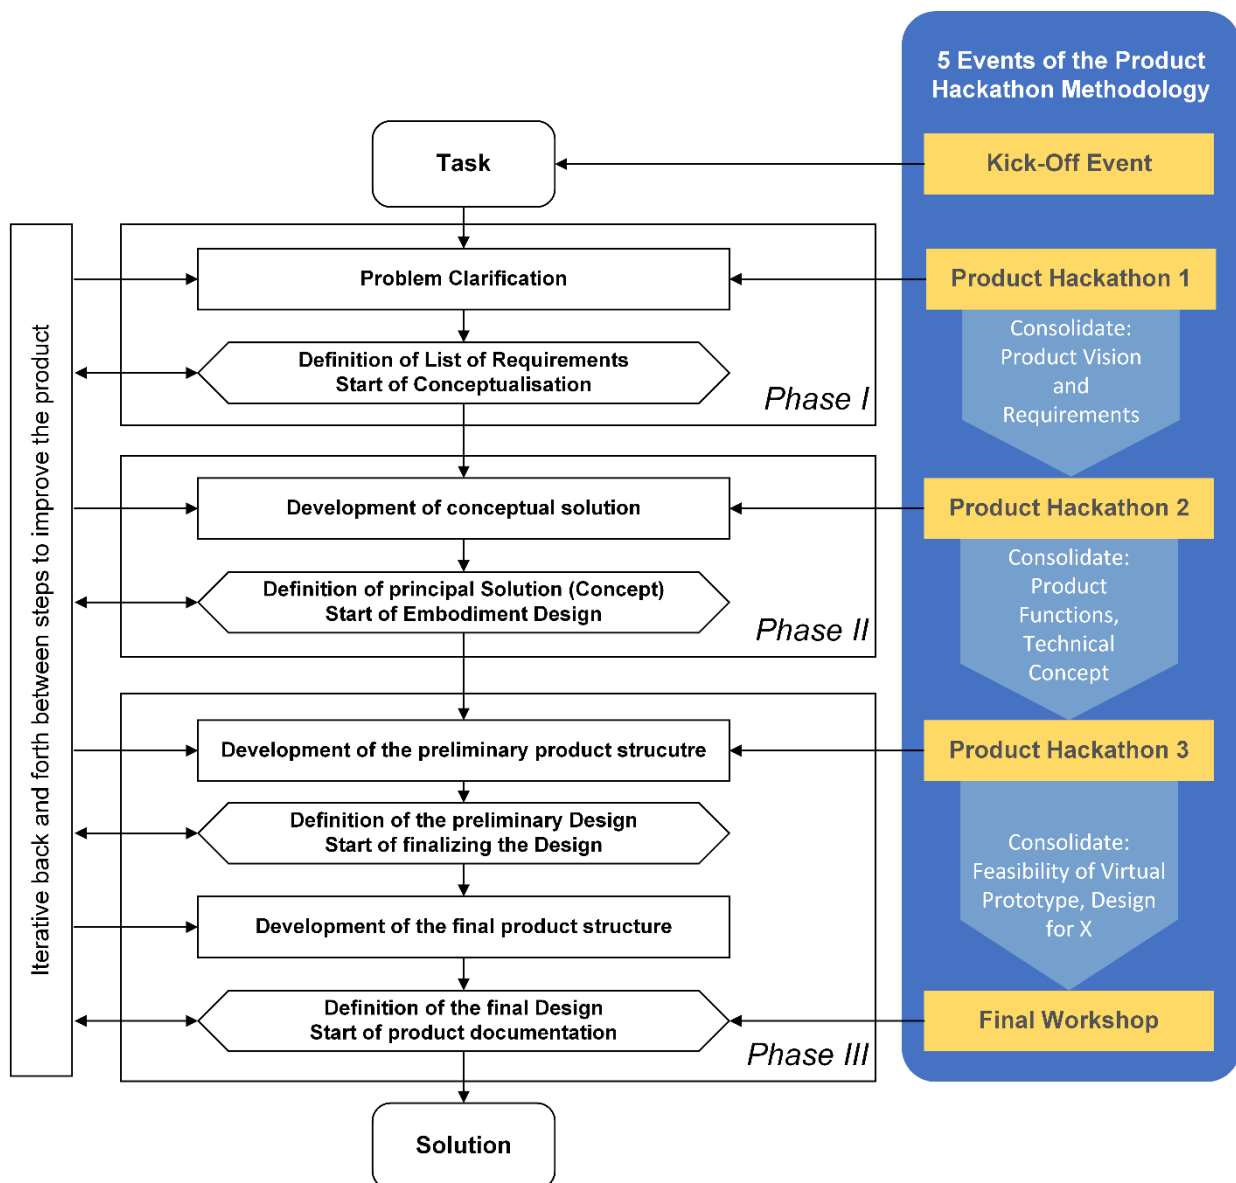 5 Events of the Product
Hackathon Methodology
Task
Kick-Off Event
Iterative back and forth between steps to improve the product
Problem Clarification
Product Hackathon 1
Definition of List of Requirements
Start of Conceptualisation
Phase I
Consolidate:
Product Vision
and
Requirements
Development of conceptual solution
Product Hackathon 2
Definition of principal Solution (Concept)
Start of Embodiment Design
Phase II
Consolidate:
Product
Functions,
Technical
Concept
Development of the preliminary product strucutre
Product Hackathon 3
Definition of the preliminary Design
Start of finalizing the Design
Consolidate:
Feasibility of Virtual
Prototype, Design
for X
Development of the final product structure
Definition of the final Design
Start of product documentation
Final Workshop
Phase III
Solution